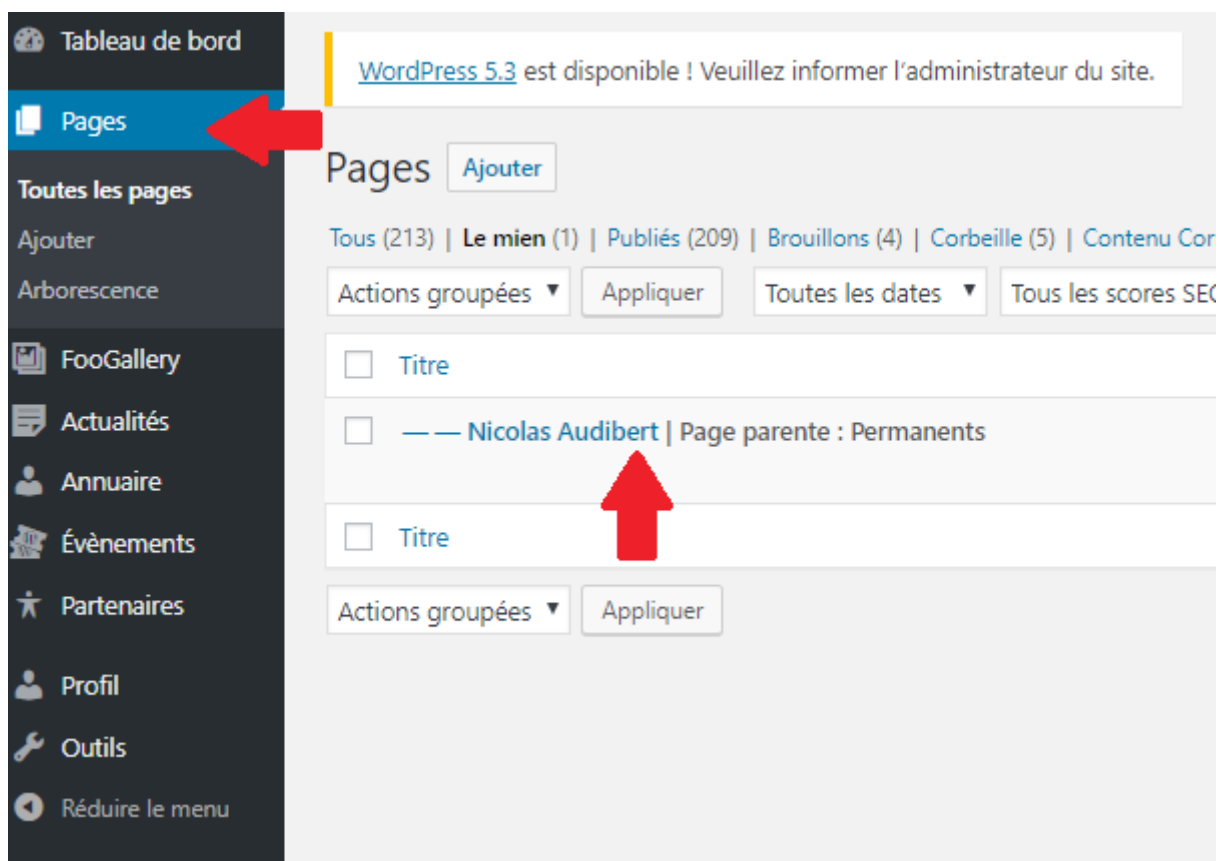 Tableau de bord
WordPress 5.3 est disponible ! Veuillez informer l'administrateur du site.
Pages
Pages Ajouter
Toutes les pages
Ajouter
Tous (213) | Le mien (1) | Publiés (209) | Brouillons (4) | Corbeille (5) | Contenu Cor
Arborescence
Actions groupées Appliquer Toutes les dates Tous les scores SEO
FooGallery
Titre
Actualités
— — Nicolas Audibert | Page parente : Permanents
Annuaire
Évènements
Titre
Partenaires
Actions groupées Appliquer
Profil
Outils
Réduire le menu